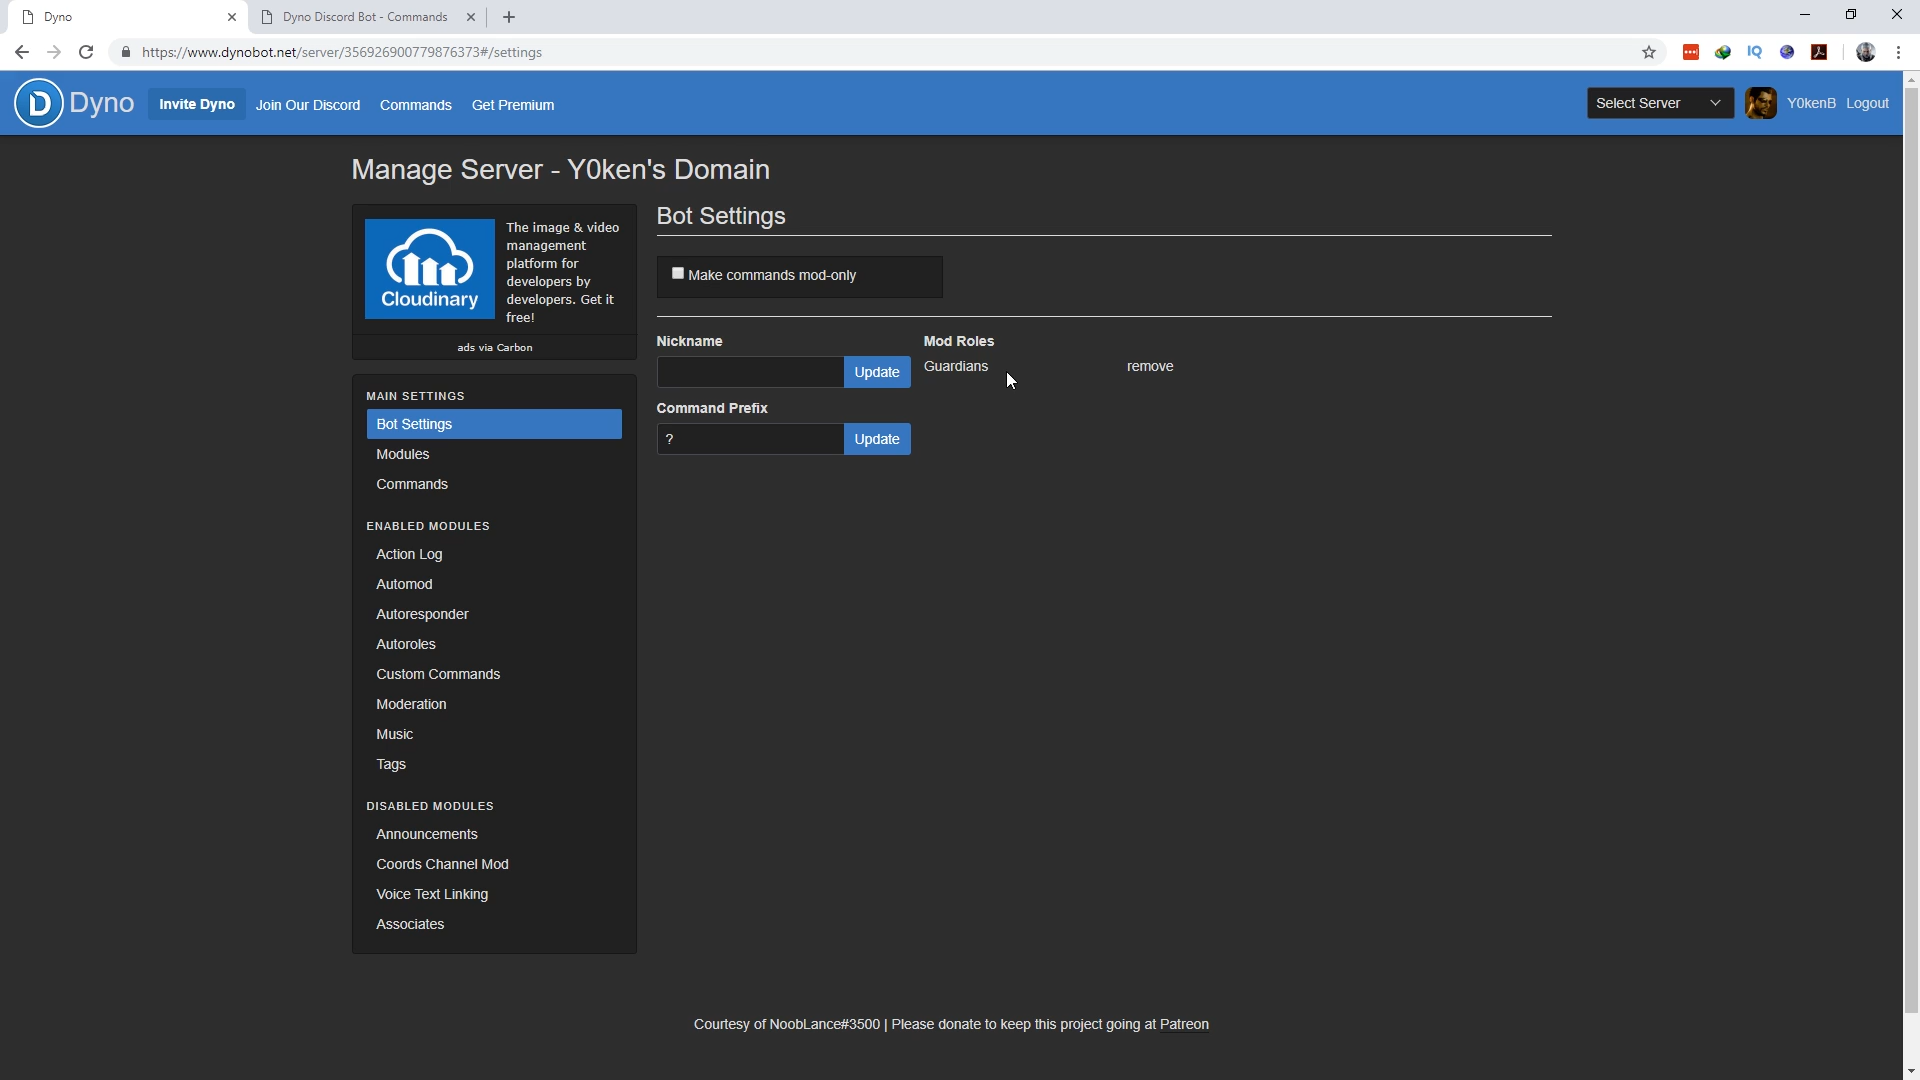 Dyno
Dyno Discord Bot - Commands
https://www.dynobot.net/server/356926900779876373#/settings
IQ
D Dyno
Invite Dyno
Join Our Discord
Commands
Get Premium
Select Server
Y0kenB
Logout
Manage Server - Y0ken's Domain
Cloudinary
The image & video
management
platform for
developers by
developers. Get it
free!
ads via Carbon
MAIN SETTINGS
Bot Settings
Modules
Commands
ENABLED MODULES
Action Log
Automod
Autoresponder
Autoroles
Custom Commands
Moderation
Music
Tags
DISABLED MODULES
Announcements
Coords Channel Mod
Voice Text Linking
Associates
Bot Settings
Make commands mod-only
Nickname
Update
Command Prefix
?
Update
Mod Roles
Guardians
remove
Courtesy of NoobLance#3500 | Please donate to keep this project going at Patreon